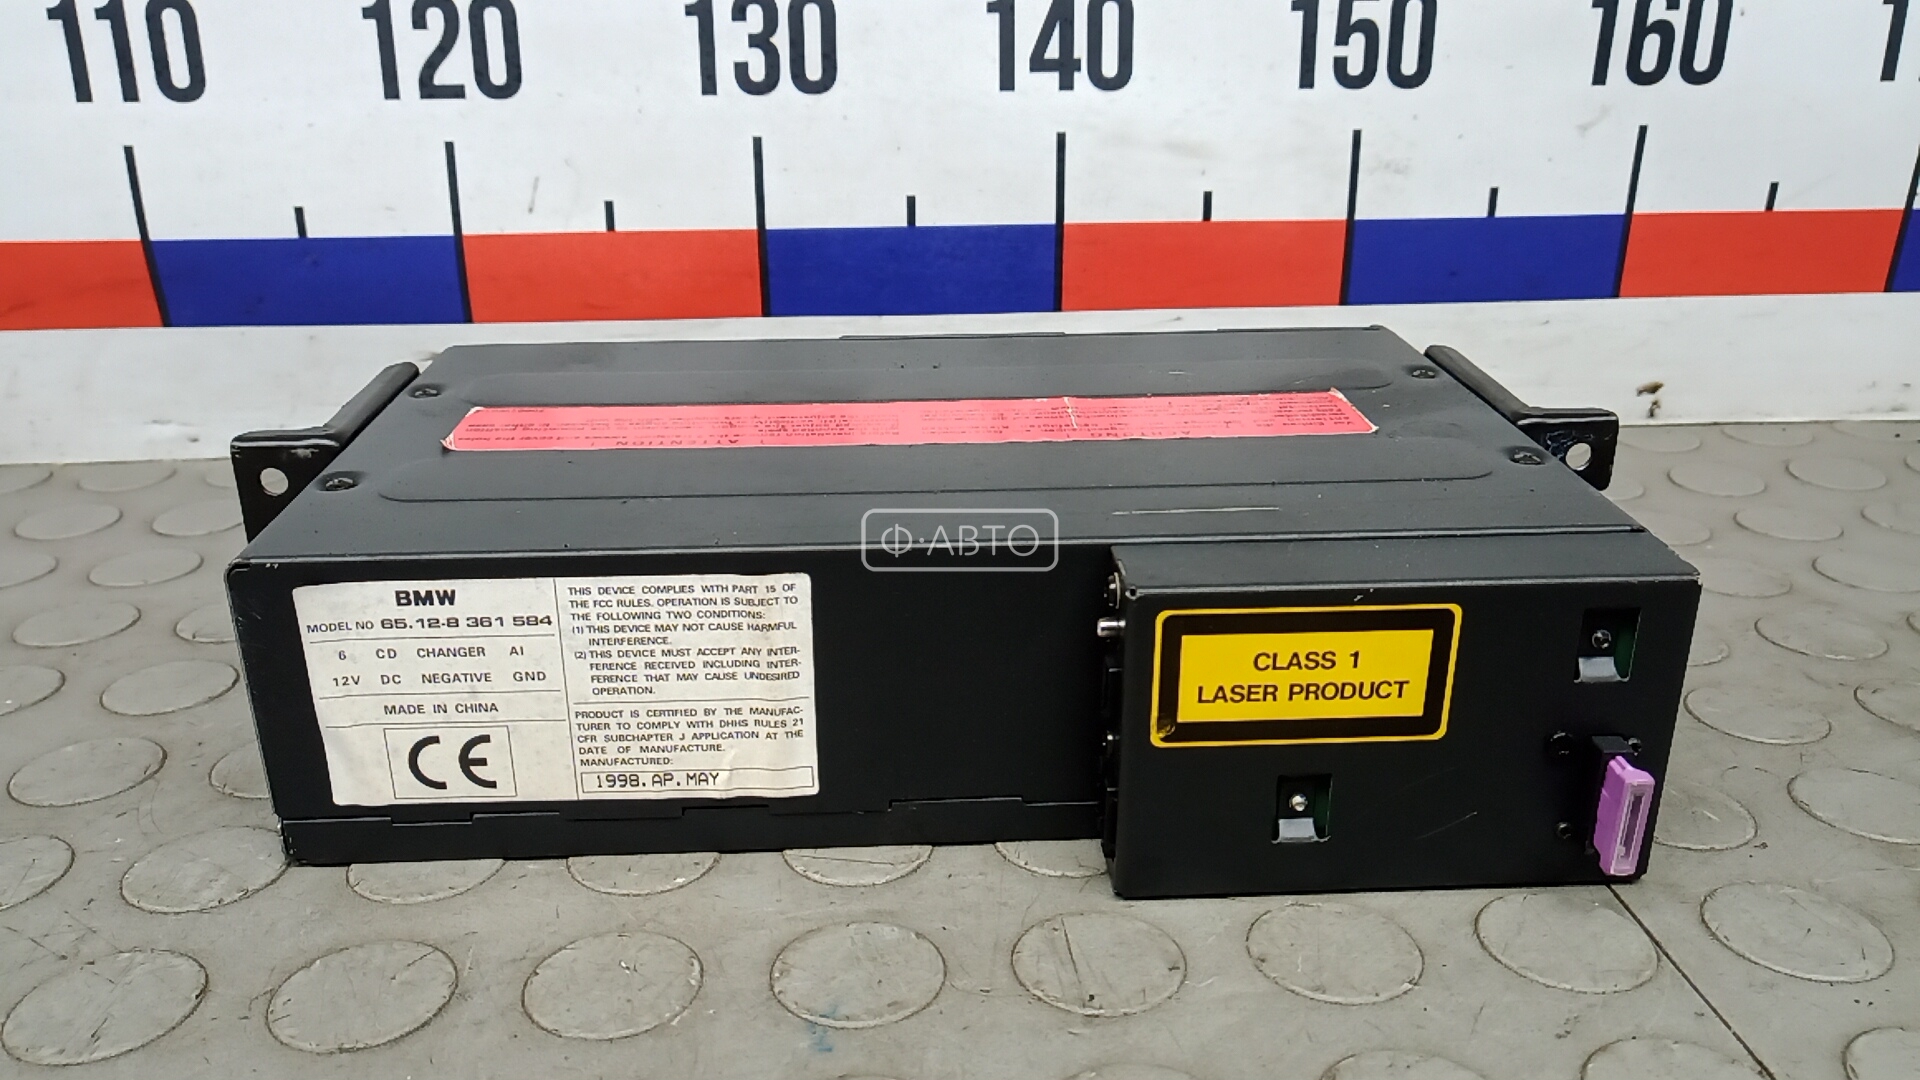 110 120 130 140 150 160
ATTENTION
Ф·АВТО
BMW
MODEL NO 65.12-8 361 584
6 CD CHANGER AI
12V DC NEGATIVE GND
MADE IN CHINA
CE
THIS DEVICE COMPLIES WITH PART 15 OF
THE FCC RULES. OPERATION IS SUBJECT TO
THE FOLLOWING TWO CONDITIONS:
(1) THIS DEVICE MAY NOT CAUSE HARMFUL
INTERFERENCE.
(2) THIS DEVICE MUST ACCEPT ANY INTER-
FERENCE RECEIVED INCLUDING INTER-
FERENCE THAT MAY CAUSE UNDESIRED
OPERATION.
PRODUCT IS CERTIFIED BY THE MANUFAC-
TURER TO COMPLY WITH DHHS RULES 21
CFR SUBCHAPTER J APPLICATION AT THE
DATE OF MANUFACTURE.
MANUFACTURED:
1998.AP.MAY
CLASS 1
LASER PRODUCT